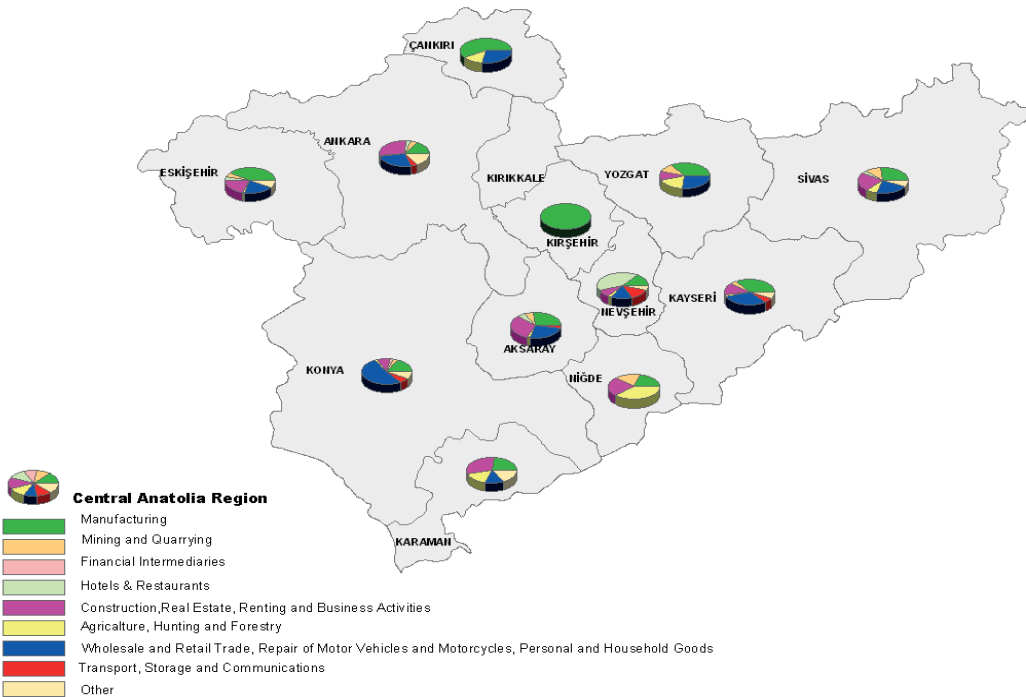 ÇANKIRI
ANKARA
ESKİŞEHİR
KIRIKKALE
YOZGAT
SİVAS
KIRŞEHİR
KAYSERİ
NEVŞEHİR
AKSARAY
KONYA
NİĞDE
KARAMAN
Central Anatolia Region
Manufacturing
Mining and Quarrying
Financial Intermediaries
Hotels & Restaurants
Construction,Real Estate, Renting and Business Activities
Agricalture, Hunting and Forestry
Wholesale and Retail Trade, Repair of Motor Vehicles and Motorcycles, Personal and Household Goods
Transport, Storage and Communications
Other